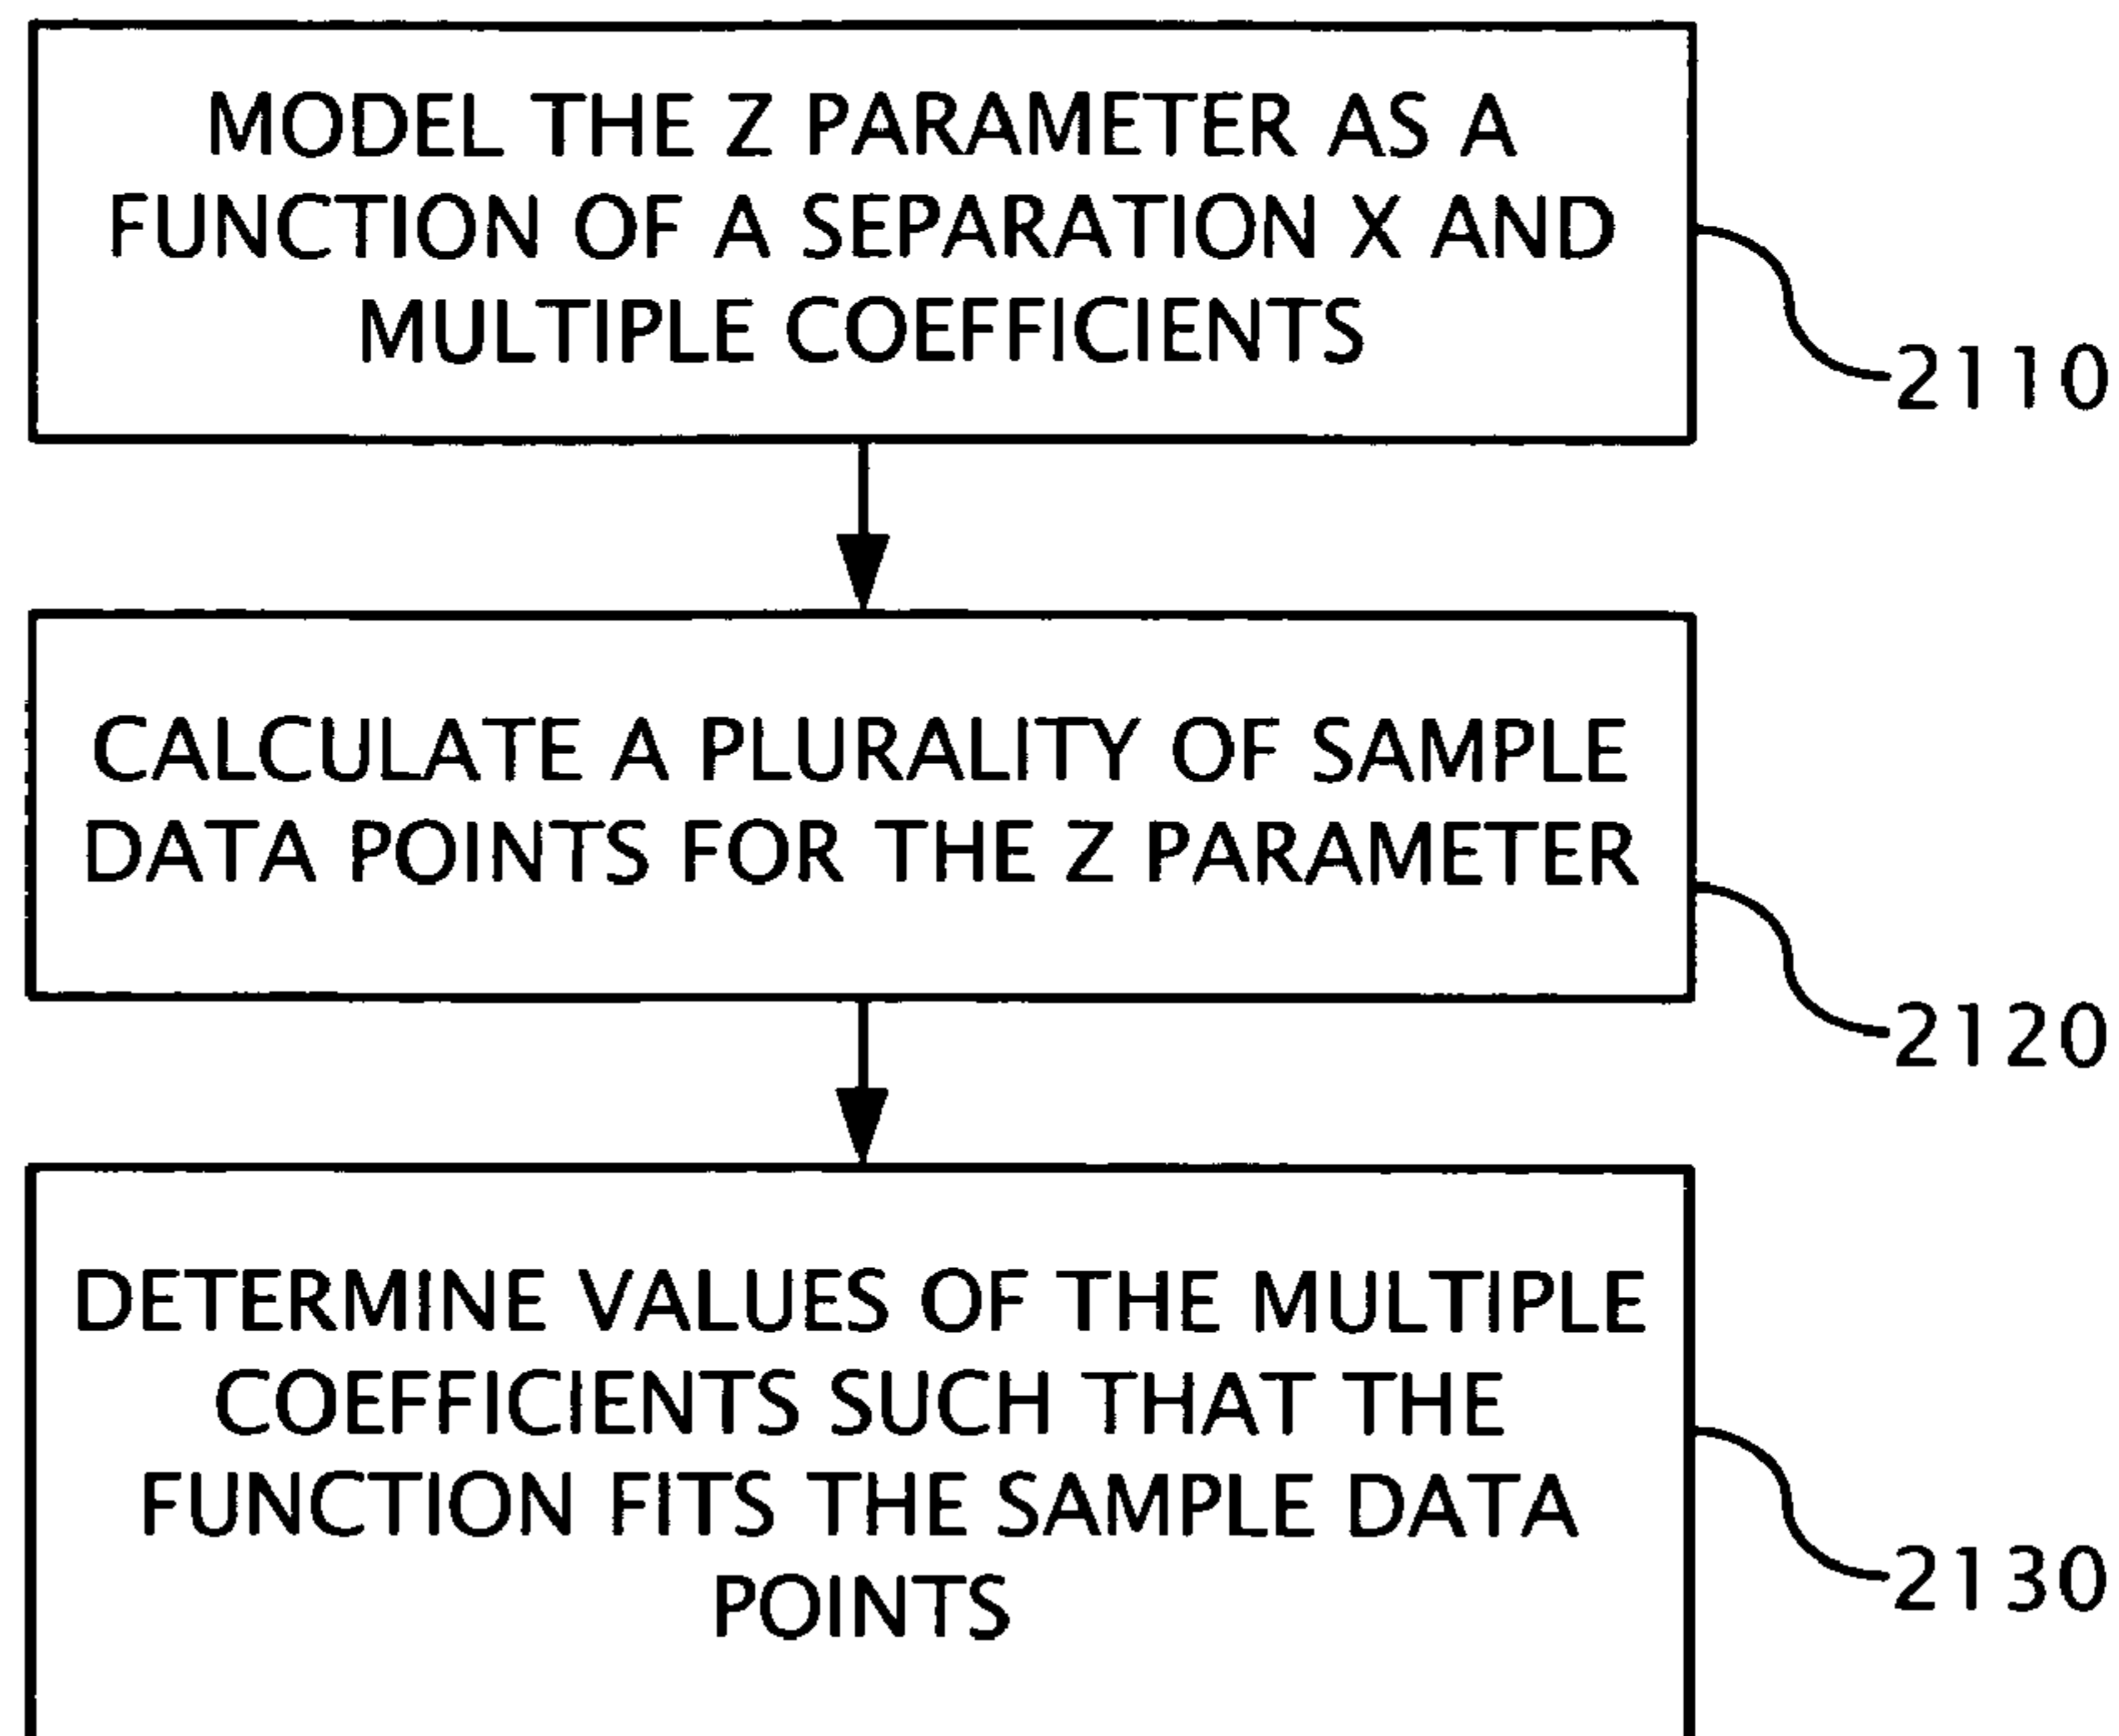 MODEL THE Z PARAMETER AS A
FUNCTION OF A SEPARATION X AND
MULTIPLE COEFFICIENTS
2110
CALCULATE A PLURALITY OF SAMPLE
DATA POINTS FOR THE Z PARAMETER
2120
DETERMINE VALUES OF THE MULTIPLE
COEFFICIENTS SUCH THAT THE
FUNCTION FITS THE SAMPLE DATA
POINTS
2130